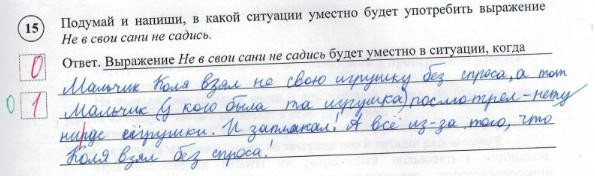 15 Подумай и напиши, в какой ситуации уместно будет употребить выражение
Не в свои сани не садись.
0 Ответ. Выражение Не в свои сани не садись будет уместно в ситуации, когда
Мальчик Коля взял не свою игрушку без спроса, а тот
0 1 Мальчик (у кого была та игрушка) посмотрел - нету
нигде игрушки. И заплакал! А всё из-за того, что
Коля взял без спроса!